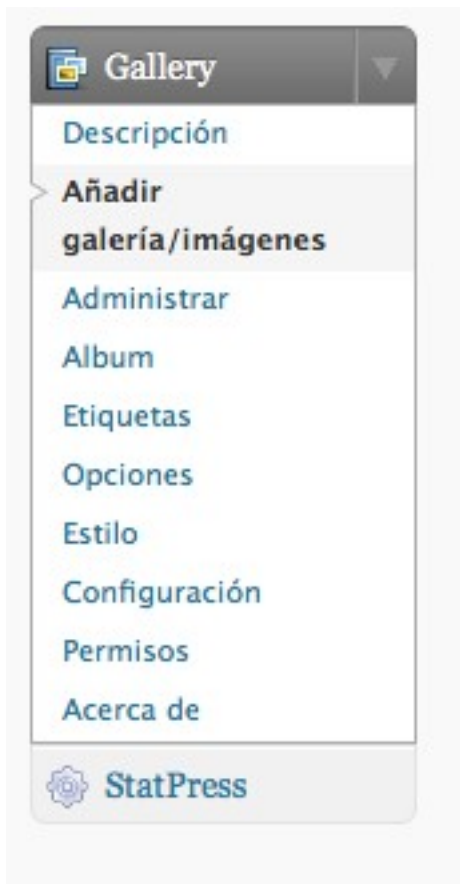 Gallery
Descripción
Añadir
galería/imágenes
Administrar
Album
Etiquetas
Opciones
Estilo
Configuración
Permisos
Acerca de
StatPress